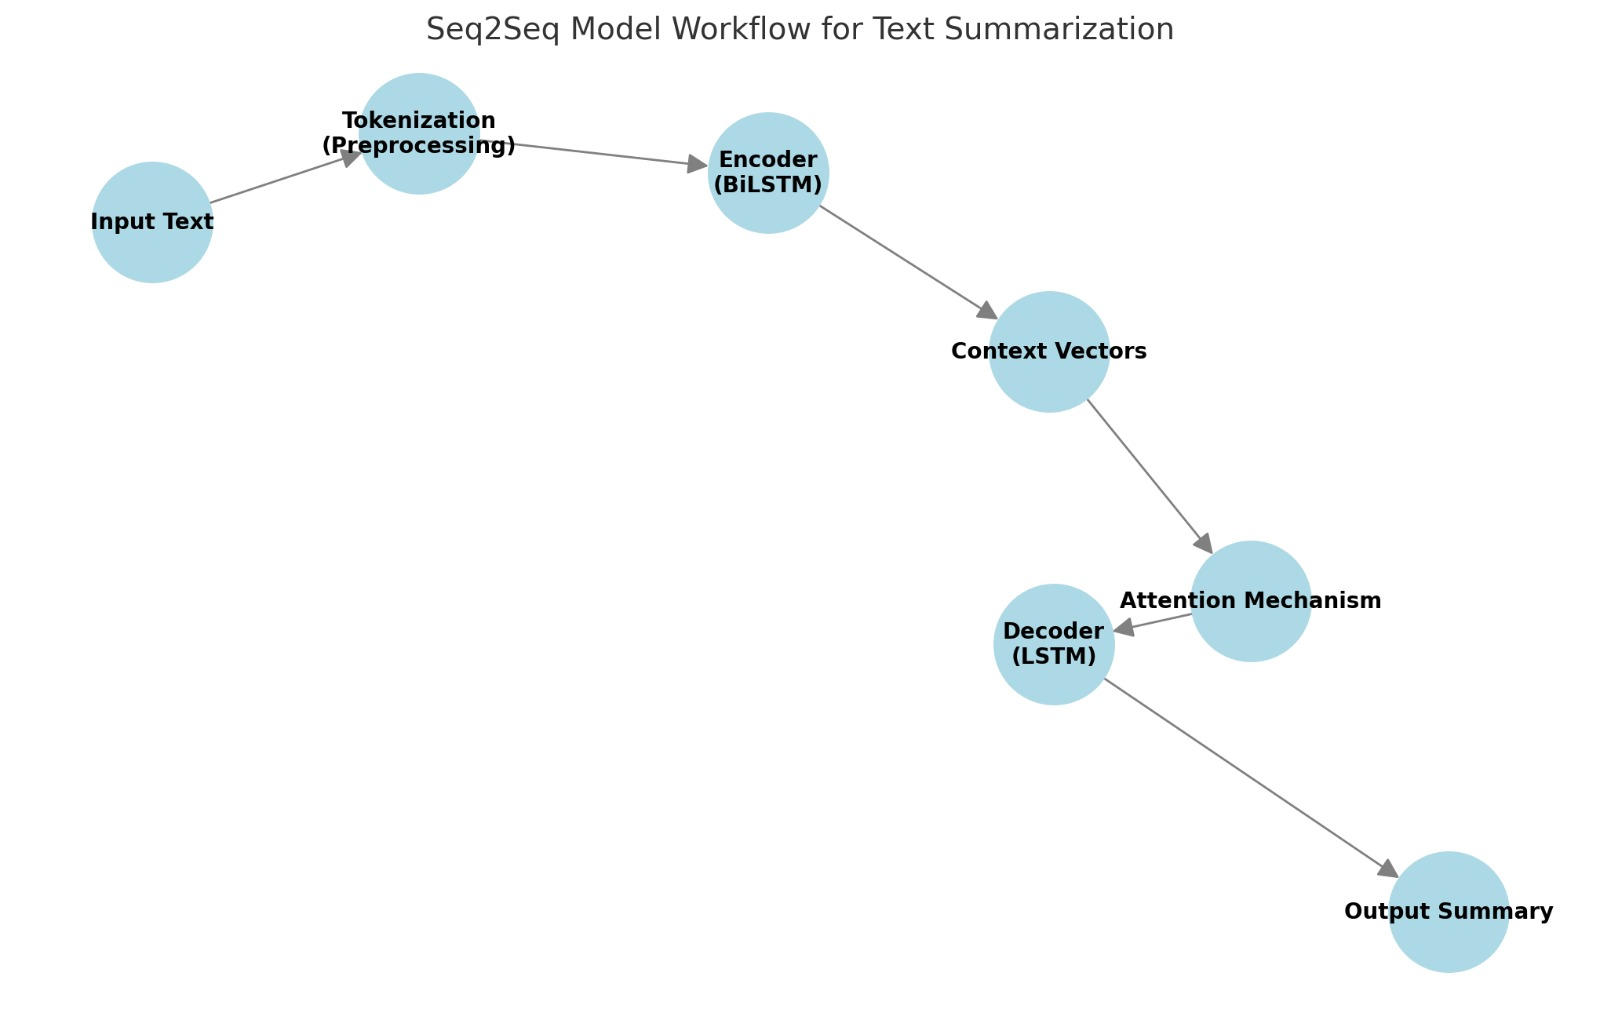 Seq2Seq Model Workflow for Text Summarization
Input Text
Tokenization
(Preprocessing)
Encoder
(BiLSTM)
Context Vectors
Attention Mechanism
Decoder
(LSTM)
Output Summary